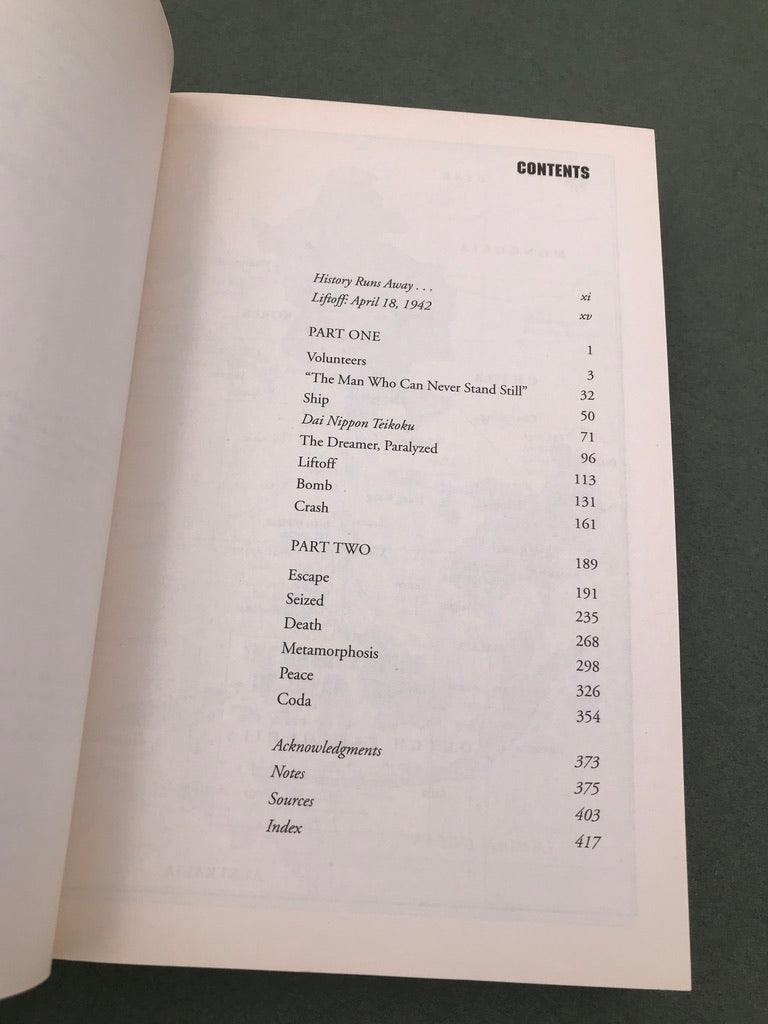 CONTENTS
History Runs Away . . . xi
Liftoff: April 18, 1942 xv
PART ONE 1
Volunteers 3
“The Man Who Can Never Stand Still” 32
Ship 50
Dai Nippon Teikoku 71
The Dreamer, Paralyzed 96
Liftoff 113
Bomb 131
Crash 161
PART TWO 189
Escape 191
Seized 235
Death 268
Metamorphosis 298
Peace 326
Coda 354
Acknowledgments 373
Notes 375
Sources 403
Index 417